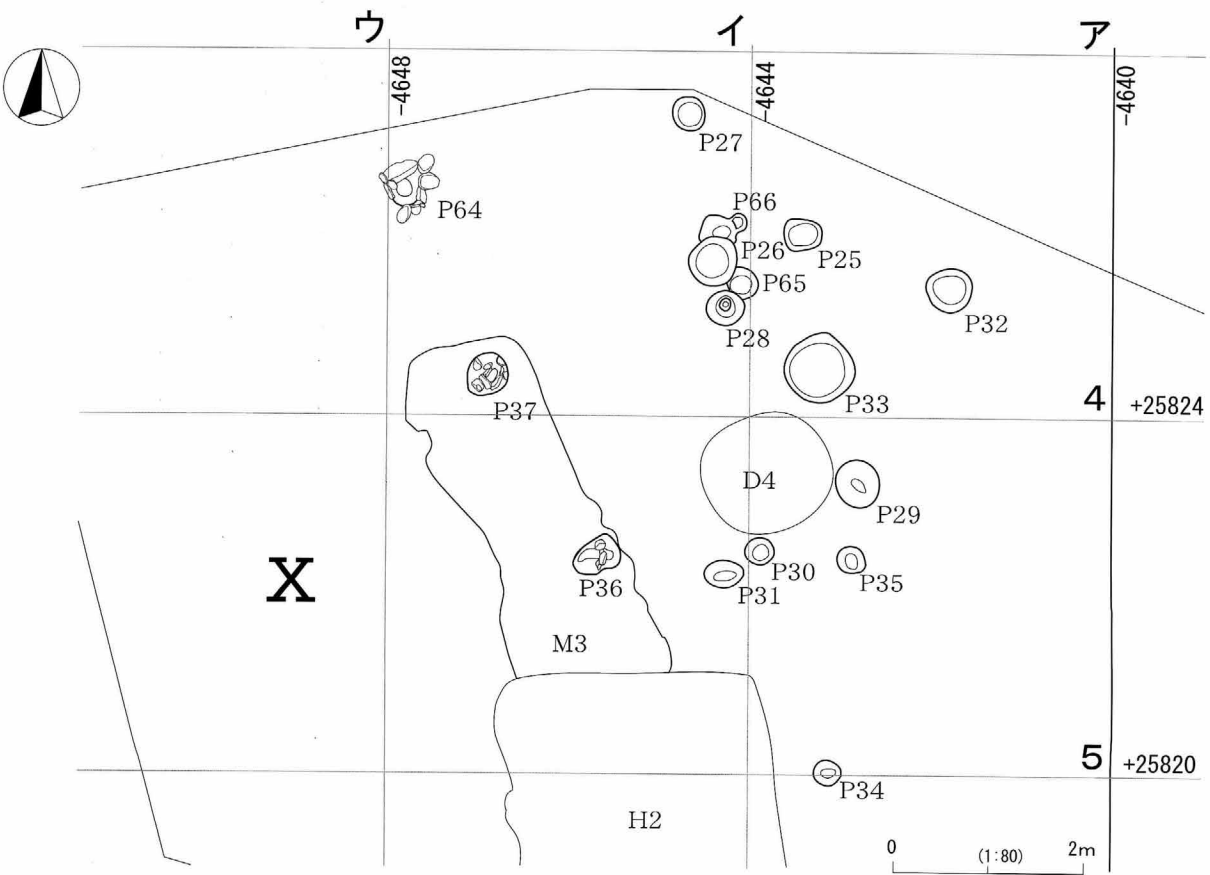 ウ
イ
ア
-4648
-4644
-4640
P27
P64
P66
P26
P25
P65
P28
P32
P37
P33
4
+25824
D4
P29
P30
P35
P31
P36
X
M3
5
+25820
P34
H2
0
(1:80)
2m